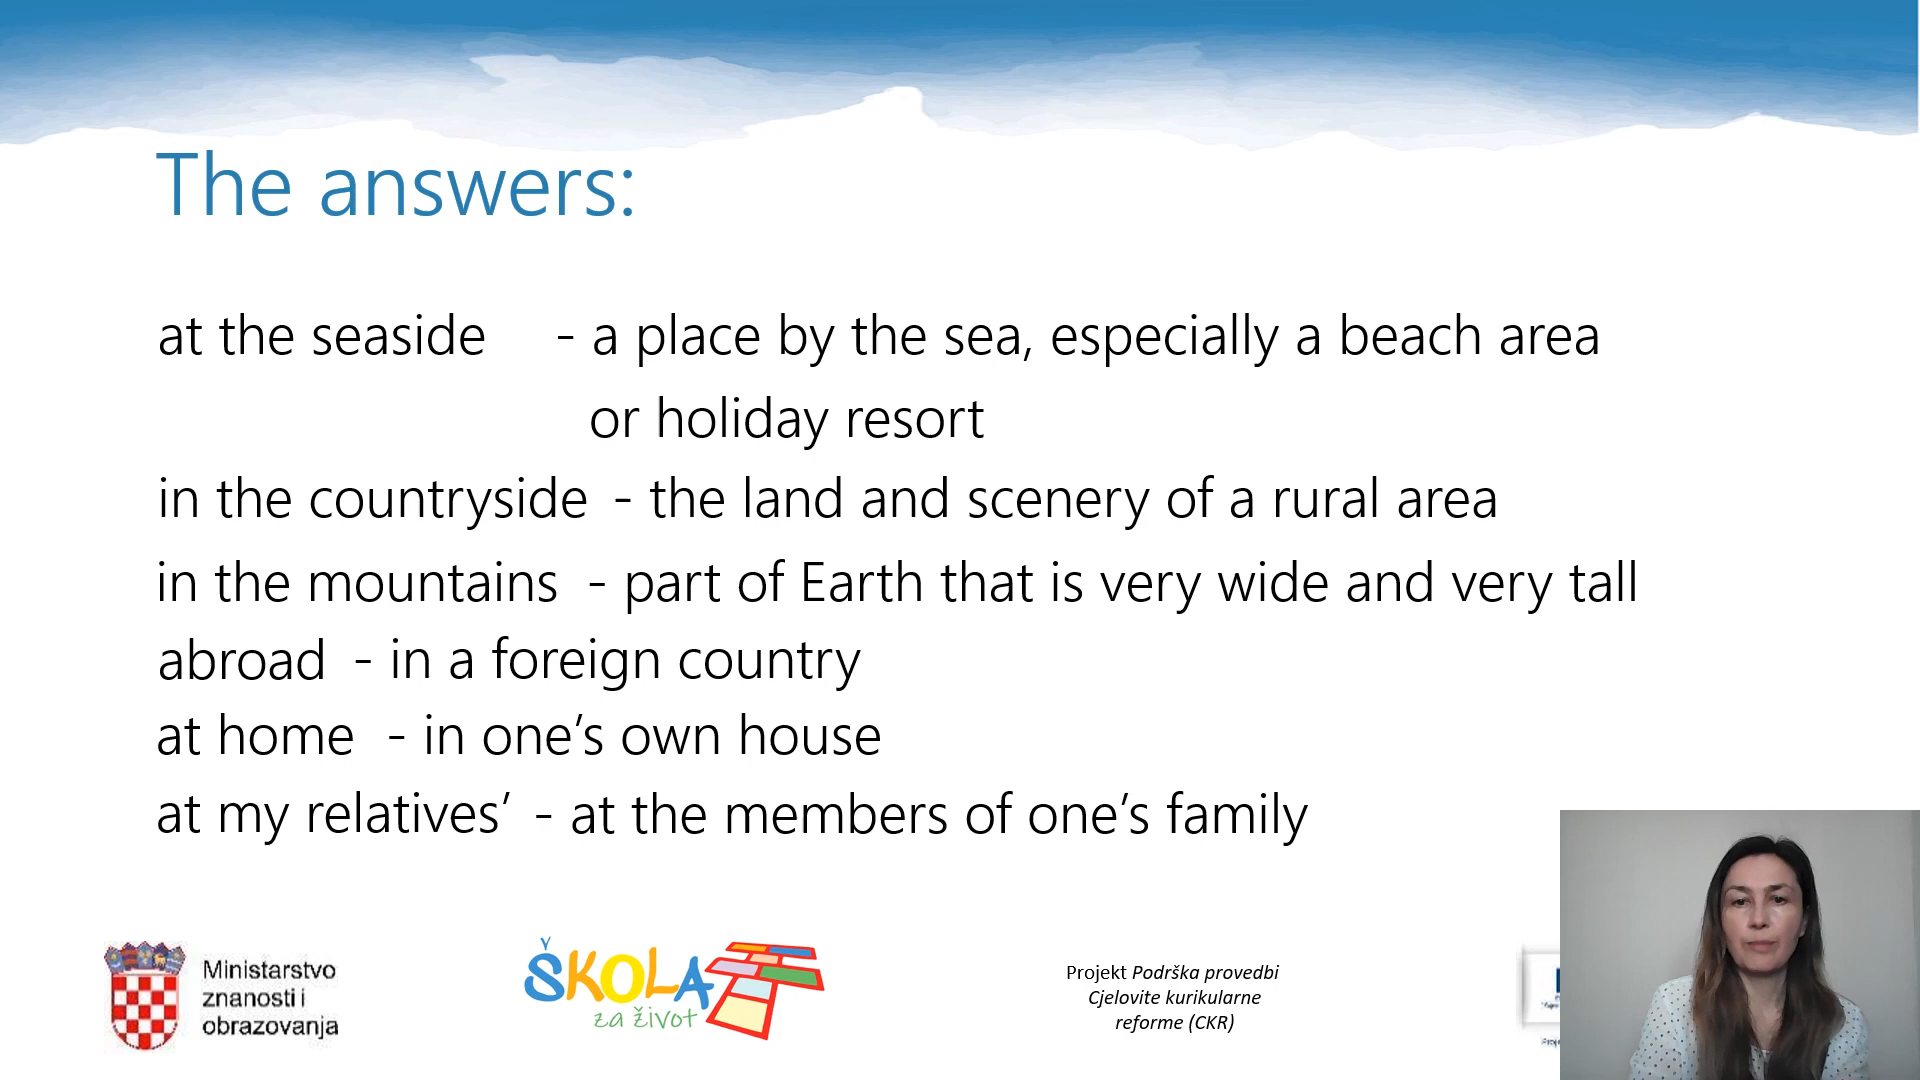 The answers:
at the seaside - a place by the sea, especially a beach area
or holiday resort
in the countryside - the land and scenery of a rural area
in the mountains - part of Earth that is very wide and very tall
abroad - in a foreign country
at home - in one’s own house
at my relatives’ - at the members of one’s family
Ministarstvo
znanosti i
obrazovanja
ŠKOLA
za život
Projekt Podrška provedbi
Cjelovite kurikularne
reforme (CKR)